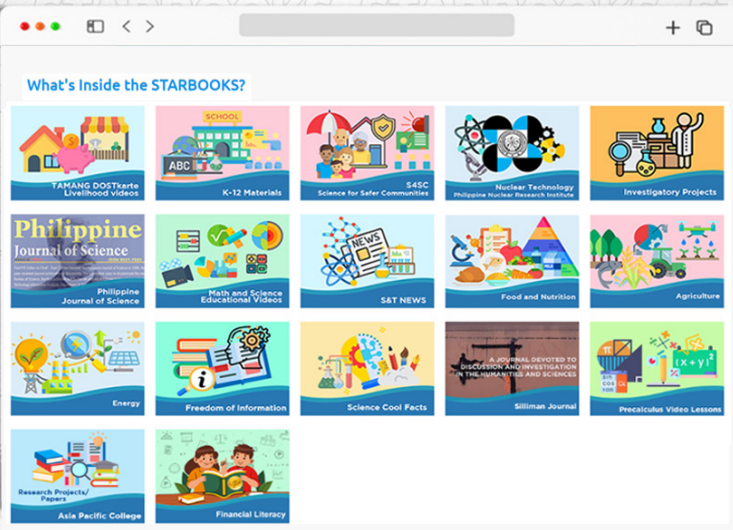 What's Inside the STARBOOKS?
TAMANG DOSTkarte
Livelihood videos
SCHOOL
ABC
K-12 Materials
S4SC
Science for Safer Communities
Nuclear Technology
Philippine Nuclear Research Institute
Investigatory Projects
Philippine
Journal of Science
Philippine
Journal of Science
Math and Science
Educational Videos
NEWS
S&T NEWS
Food and Nutrition
Agriculture
Energy
i
Freedom of Information
Science Cool Facts
A JOURNAL DEVOTED TO
DISCUSSION AND INVESTIGATION
IN THE HUMANITIES AND SCIENCES
Silliman Journal
π
sin
cos
(x + y)²
Precalculus Video Lessons
Research Projects/
Papers
Asia Pacific College
Financial Literacy